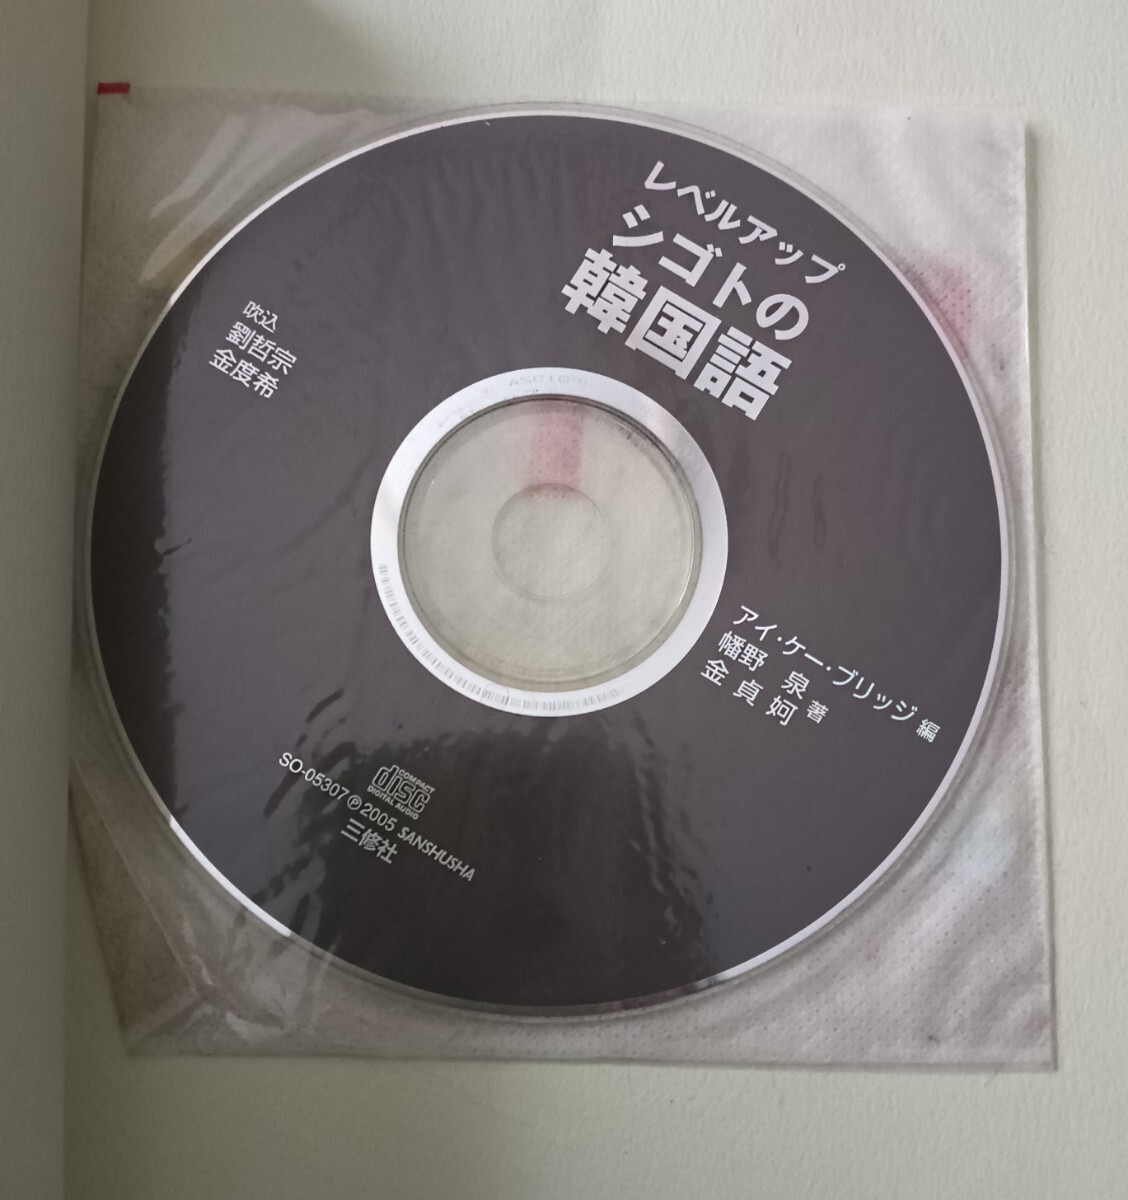 レベルアップ
シゴトの
韓国語
吹込
劉哲宗
金度希
アイ・ケー・ブリッジ 編
幡野 泉
金 貞 妸 著
COMPACT
disc
DIGITAL AUDIO
SO-05307 Ⓟ 2005 SANSHUSHA
三修社